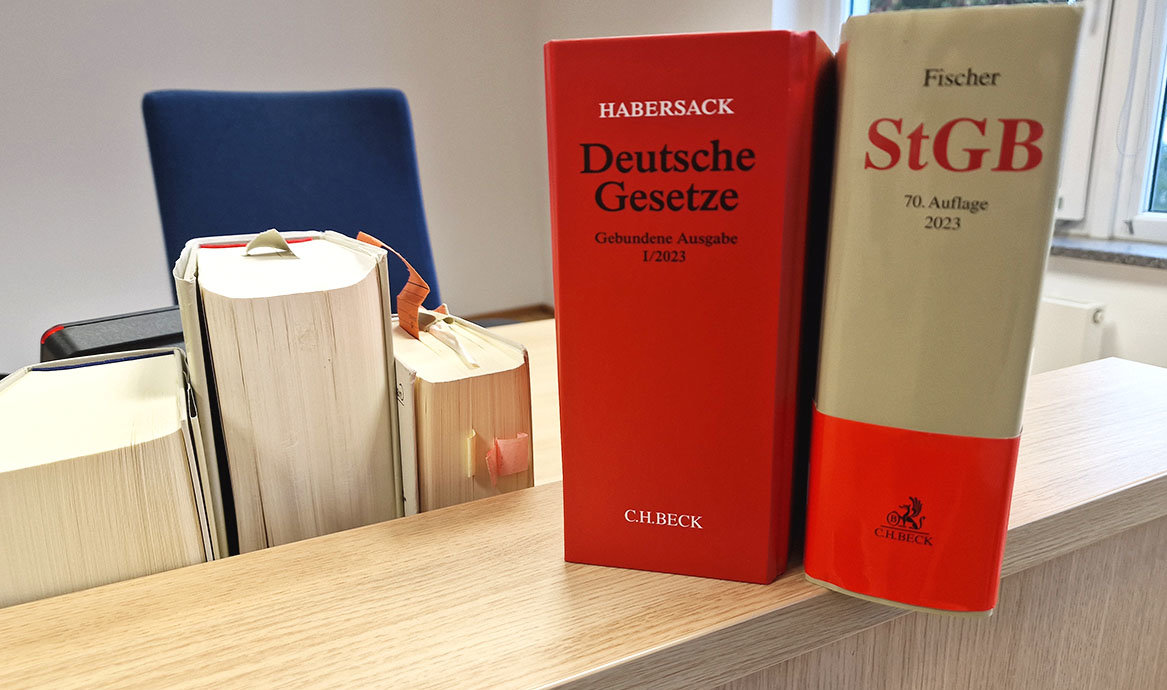 HABERSACK
Deutsche
Gesetze
Gebundene Ausgabe
I/2023
C.H.BECK
Fischer
StGB
70. Auflage
2023
B
C.H.BECK